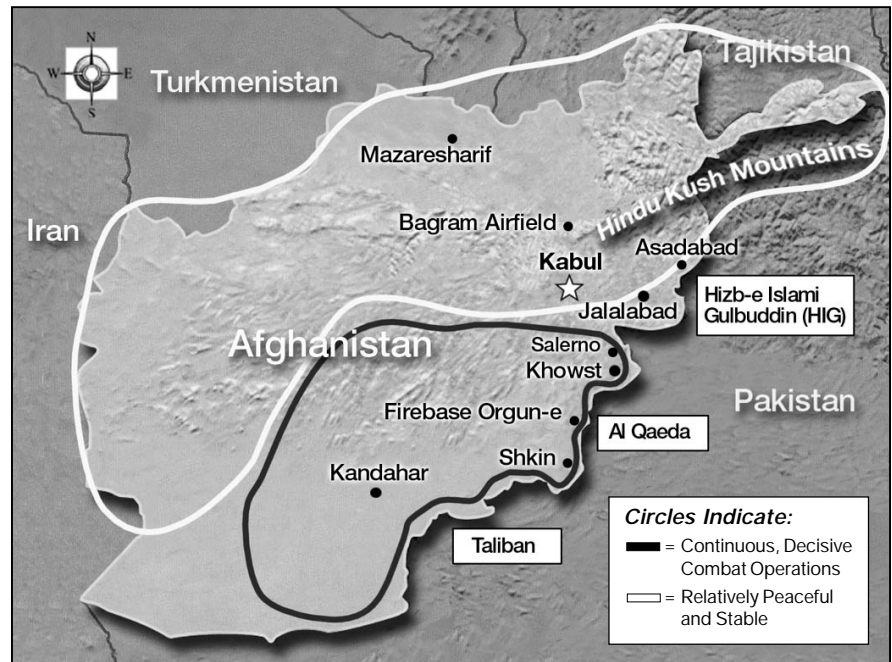 N
W E
S
Turkmenistan
Tajikistan
Mazaresharif
Iran
Bagram Airfield
Hindu Kush Mountains
Kabul
Asadabad
Jalalabad
Hizb-e Islami
Gulbuddin (HIG)
Afghanistan
Salerno
Khowst
Pakistan
Firebase Orgun-e
Al Qaeda
Shkin
Kandahar
Taliban
Circles Indicate:
= Continuous, Decisive
Combat Operations
= Relatively Peaceful
and Stable